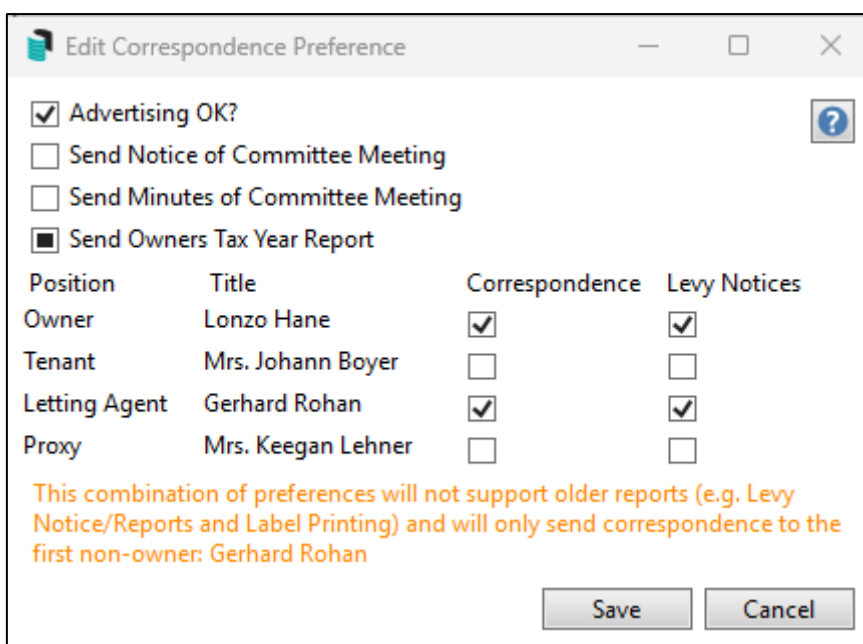 Edit Correspondence Preference
Advertising OK?
Send Notice of Committee Meeting
Send Minutes of Committee Meeting
Send Owners Tax Year Report
Position Title Correspondence Levy Notices
Owner Lonzo Hane
Tenant Mrs. Johann Boyer
Letting Agent Gerhard Rohan
Proxy Mrs. Keegan Lehner
This combination of preferences will not support older reports (e.g. Levy
Notice/Reports and Label Printing) and will only send correspondence to the
first non-owner: Gerhard Rohan
Save Cancel